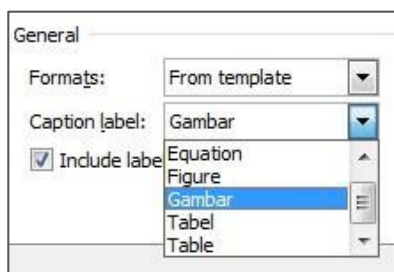 General
Formats: From template
Caption label: Gambar
Include labe
Equation
Figure
Gambar
Tabel
Table